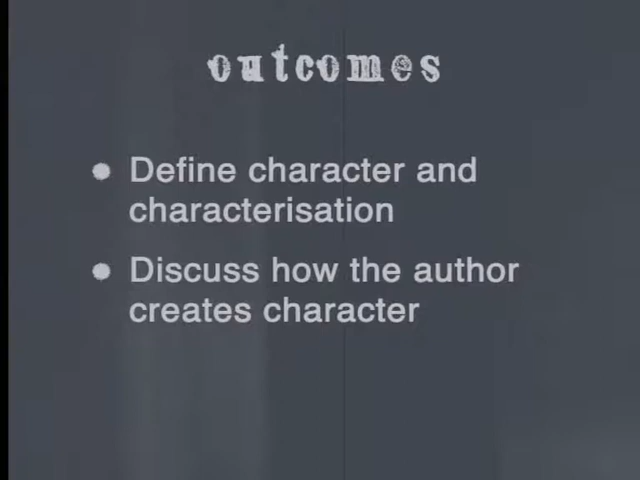 outcomes
Define character and
characterisation
Discuss how the author
creates character